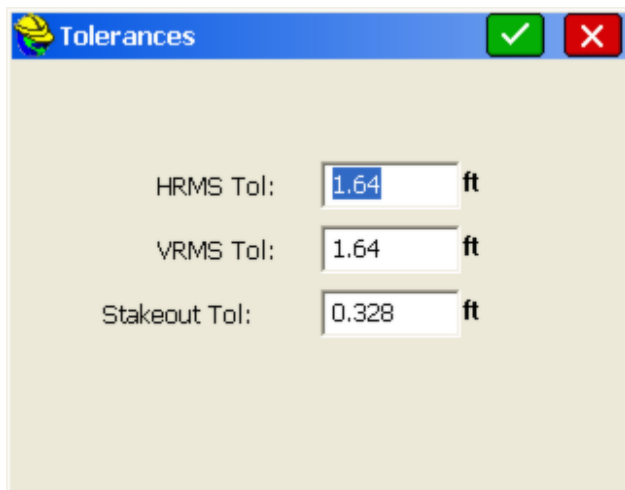 Tolerances
HRMS Tol: 1.64 ft
VRMS Tol: 1.64 ft
Stakeout Tol: 0.328 ft